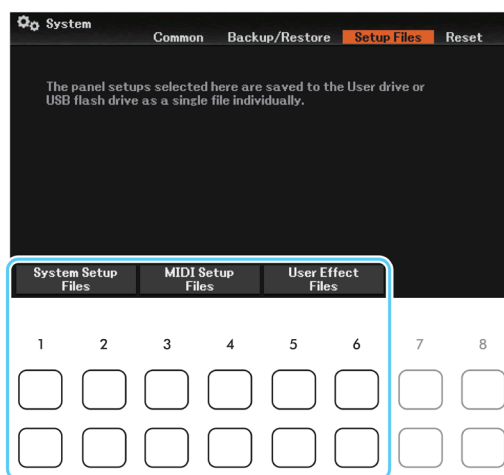 System
Common Backup/Restore Setup Files Reset
The panel setups selected here are saved to the User drive or
USB flash drive as a single file individually.
System Setup Files
MIDI Setup Files
User Effect Files
1 2 3 4 5 6 7 8